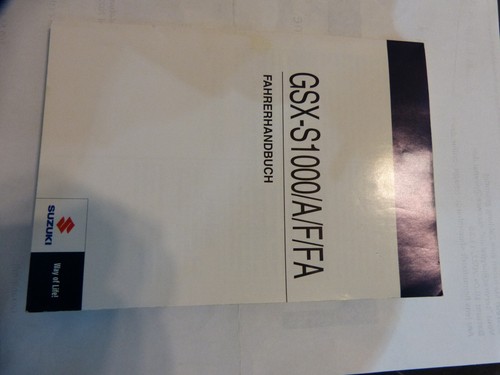 GSX-S1000/A/F/FA
FAHRERHANDBUCH
SUZUKI
Way of Life!